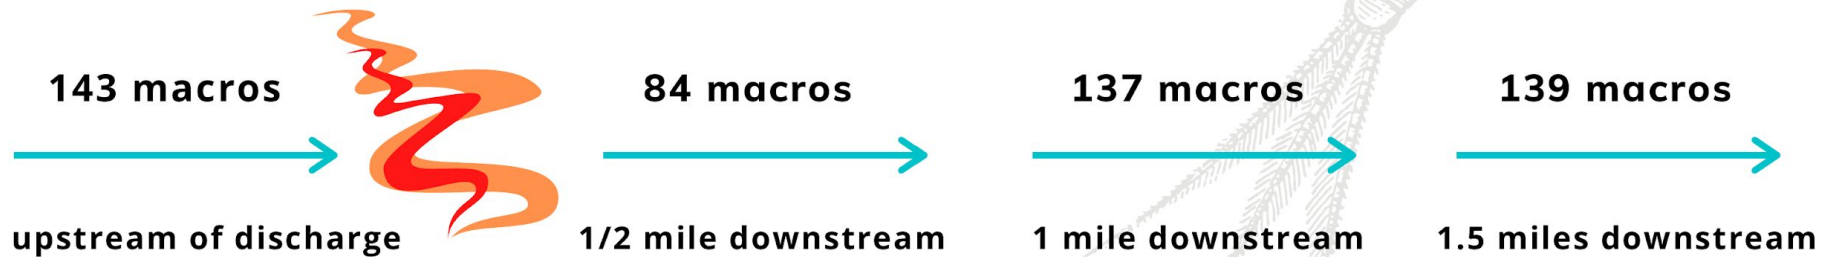 143 macros
84 macros
137 macros
139 macros
upstream of discharge
1/2 mile downstream
1 mile downstream
1.5 miles downstream